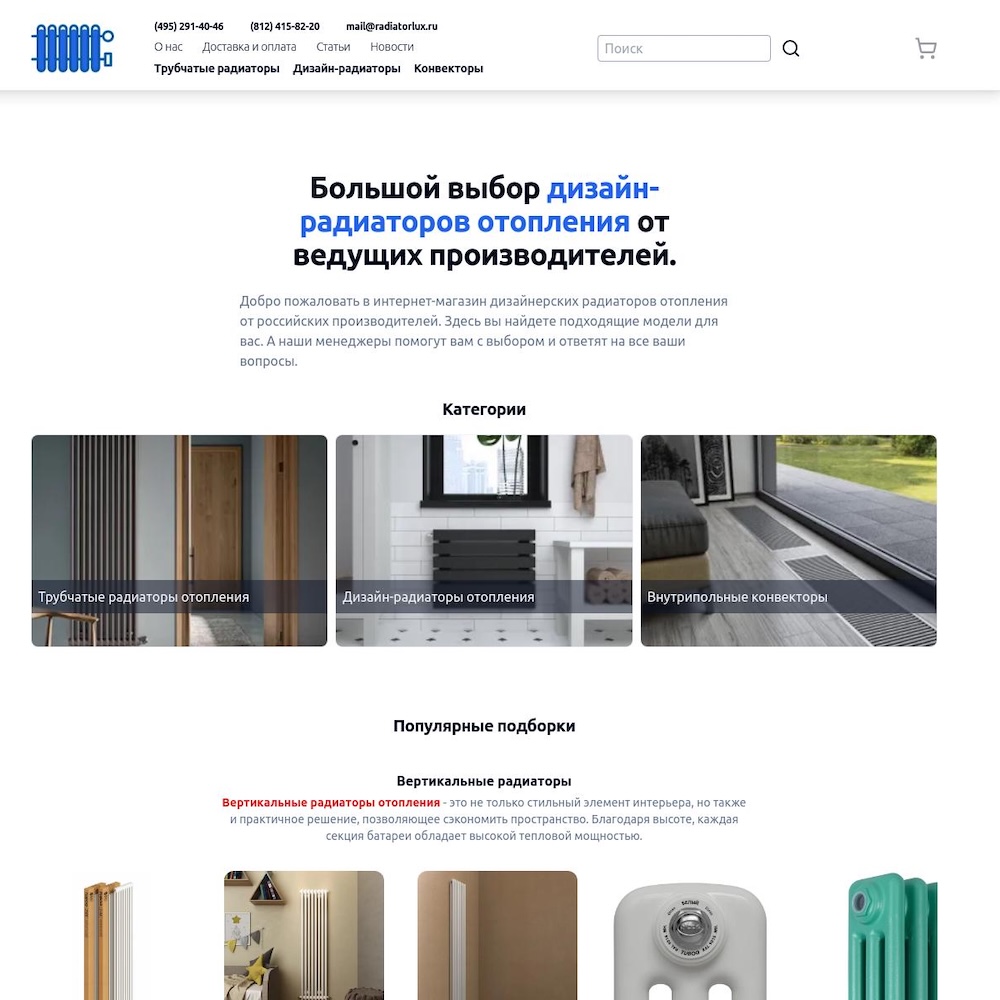 (495) 291-40-46 (812) 415-82-20 mail@radiatorlux.ru
О нас Доставка и оплата Статьи Новости
Трубчатые радиаторы Дизайн-радиаторы Конвекторы
Поиск
Большой выбор дизайн-
радиаторов отопления от
ведущих производителей.
Добро пожаловать в интернет-магазин дизайнерских радиаторов отопления
от российских производителей. Здесь вы найдете подходящие модели для
вас. А наши менеджеры помогут вам с выбором и ответят на все ваши
вопросы.
Категории
Трубчатые радиаторы отопления
Дизайн-радиаторы отопления
Внутрипольные конвекторы
Популярные подборки
Вертикальные радиаторы
Вертикальные радиаторы отопления - это не только стильный элемент интерьера, но также
и практичное решение, позволяющее сэкономить пространство. Благодаря высоте, каждая
секция батареи обладает высокой тепловой мощностью.
БЕЛЫЙ